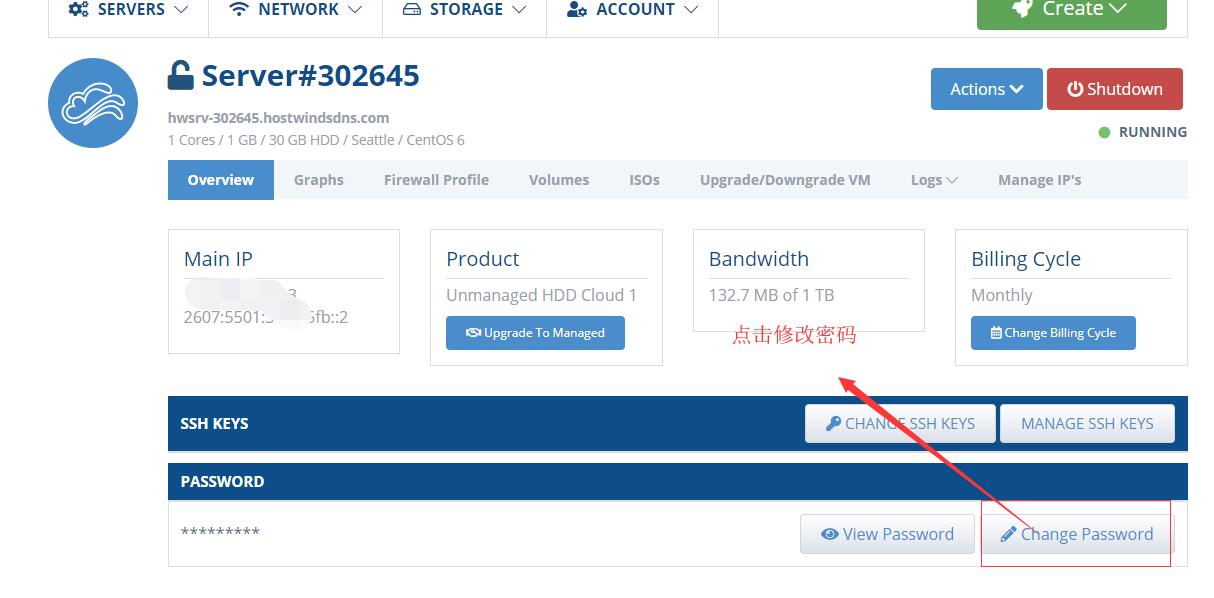 SERVERS NETWORK STORAGE ACCOUNT Create
Server#302645
Actions Shutdown
hwsrv-302645.hostwindsdns.com
RUNNING
1 Cores / 1 GB / 30 GB HDD / Seattle / CentOS 6
Overview Graphs Firewall Profile Volumes ISOs Upgrade/Downgrade VM Logs Manage IP's
Main IP
3
2607:5501:3 5fb::2
Product
Unmanaged HDD Cloud 1
Upgrade To Managed
Bandwidth
132.7 MB of 1 TB
点击修改密码
Billing Cycle
Monthly
Change Billing Cycle
SSH KEYS CHANGE SSH KEYS MANAGE SSH KEYS
PASSWORD
********* View Password Change Password